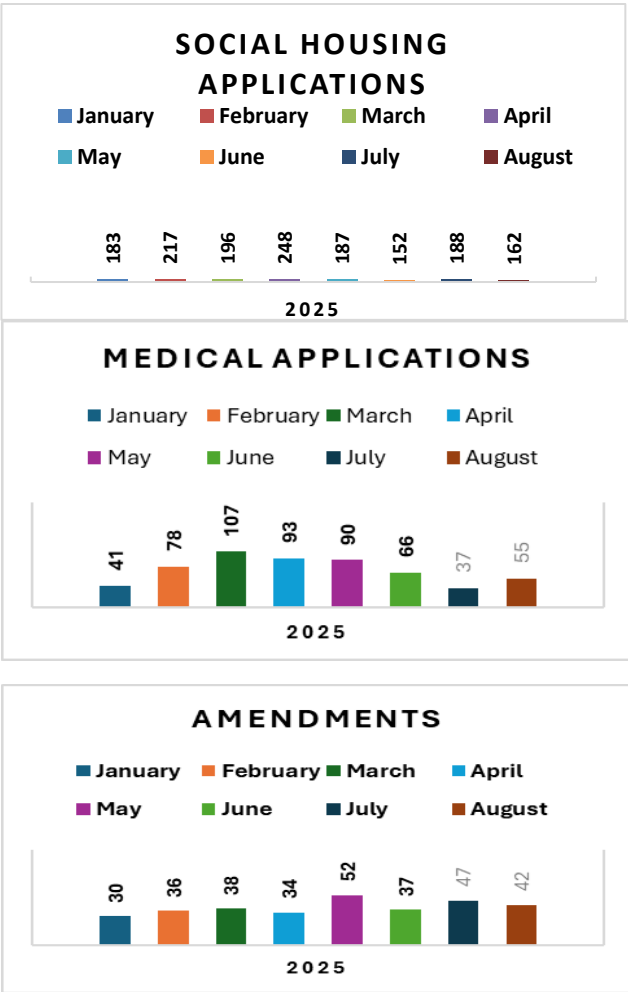 SOCIAL HOUSING
APPLICATIONS
January February March April
May June July August
183 217 196 248 187 152 188 162
2025
MEDICAL APPLICATIONS
January February March April
May June July August
41 78 107 93 90 66 37 55
2025
AMENDMENTS
January February March April
May June July August
30 36 38 34 52 37 47 42
2025